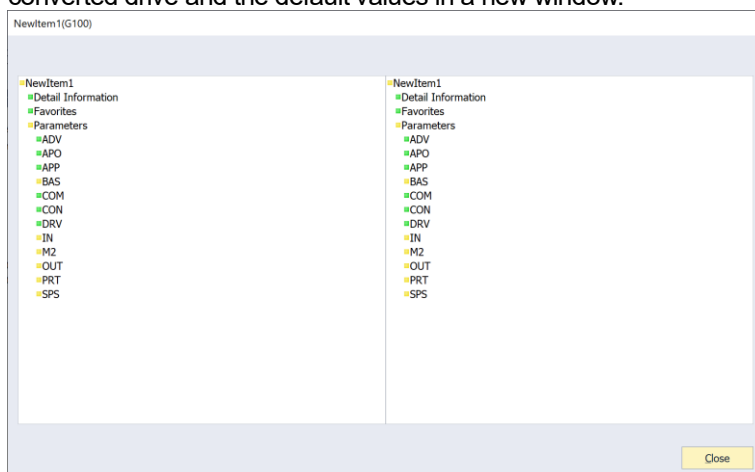 converted drive and the default values in a new window.
NewItem1(G100)
NewItem1
Detail Information
Favorites
Parameters
ADV
APO
APP
BAS
COM
CON
DRV
IN
M2
OUT
PRT
SPS
NewItem1
Detail Information
Favorites
Parameters
ADV
APO
APP
BAS
COM
CON
DRV
IN
M2
OUT
PRT
SPS
Close